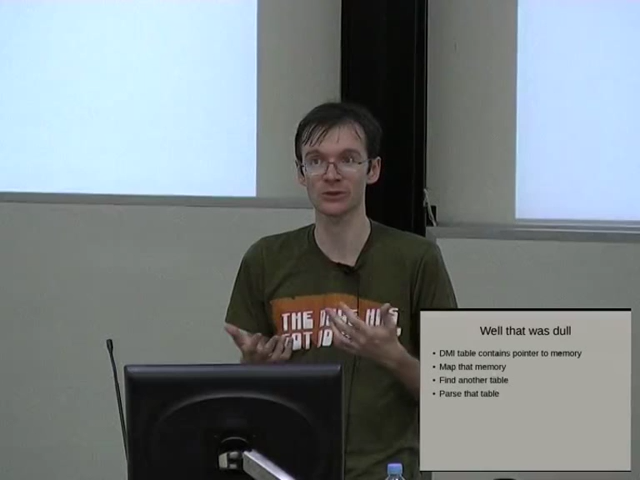 THE
Well that was dull
• DMI table contains pointer to memory
• Map that memory
• Find another table
• Parse that table